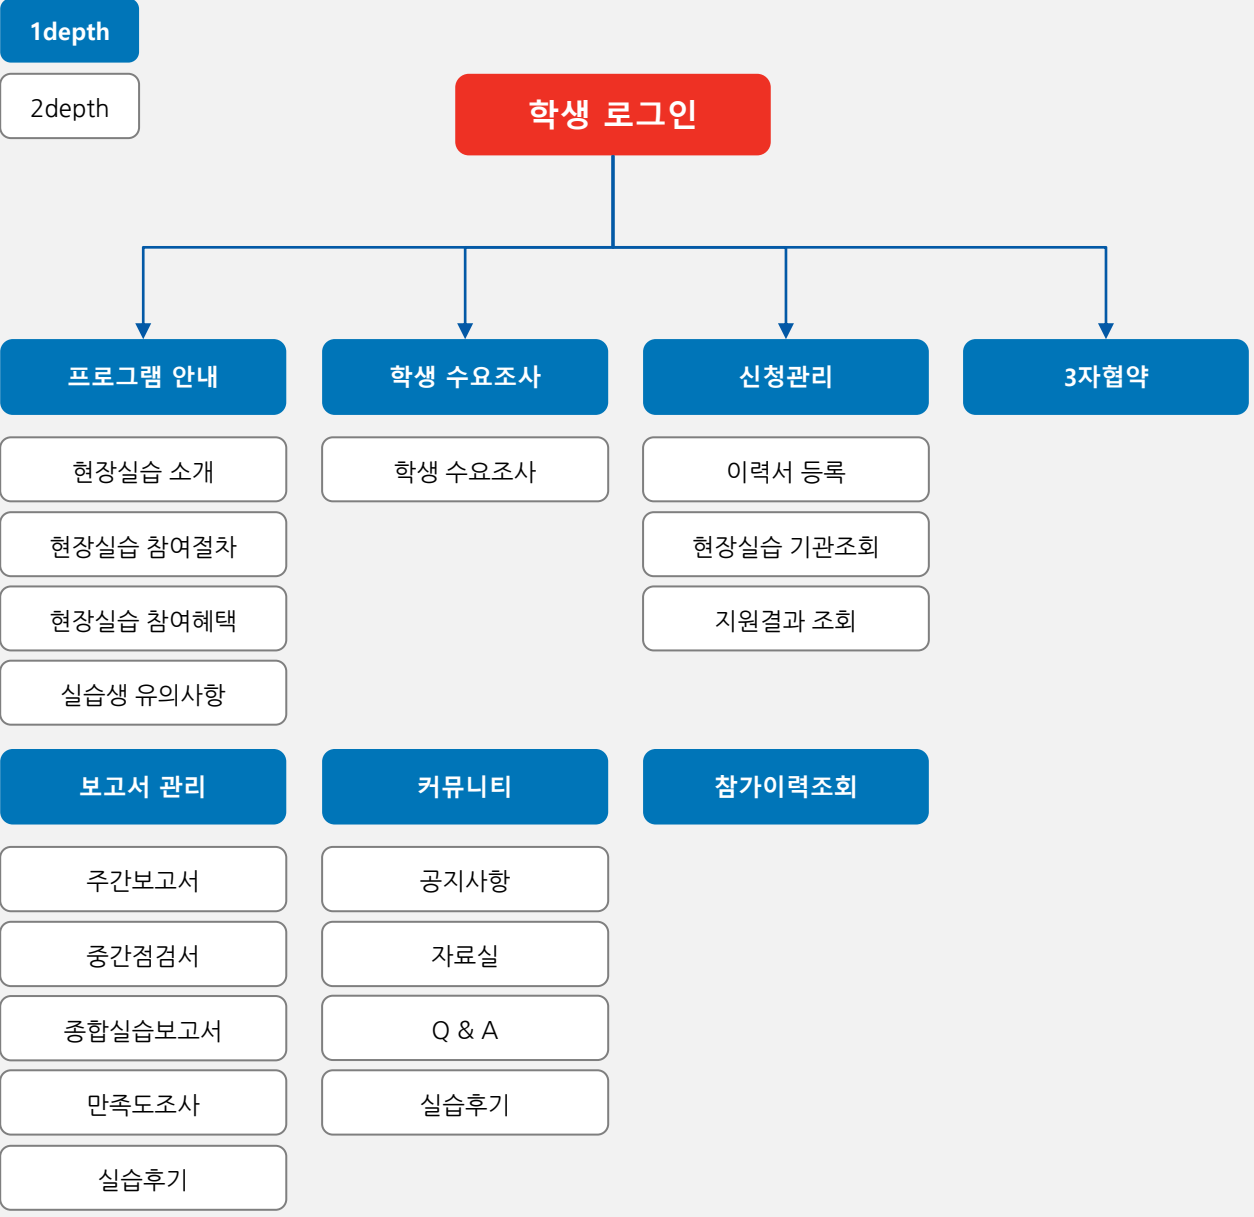 1depth
2depth
학생 로그인
프로그램 안내
현장실습 소개
현장실습 참여절차
현장실습 참여혜택
실습생 유의사항
학생 수요조사
학생 수요조사
신청관리
이력서 등록
현장실습 기관조회
지원결과 조회
3자협약
보고서 관리
주간보고서
중간점검서
종합실습보고서
만족도조사
실습후기
커뮤니티
공지사항
자료실
Q & A
실습후기
참가이력조회